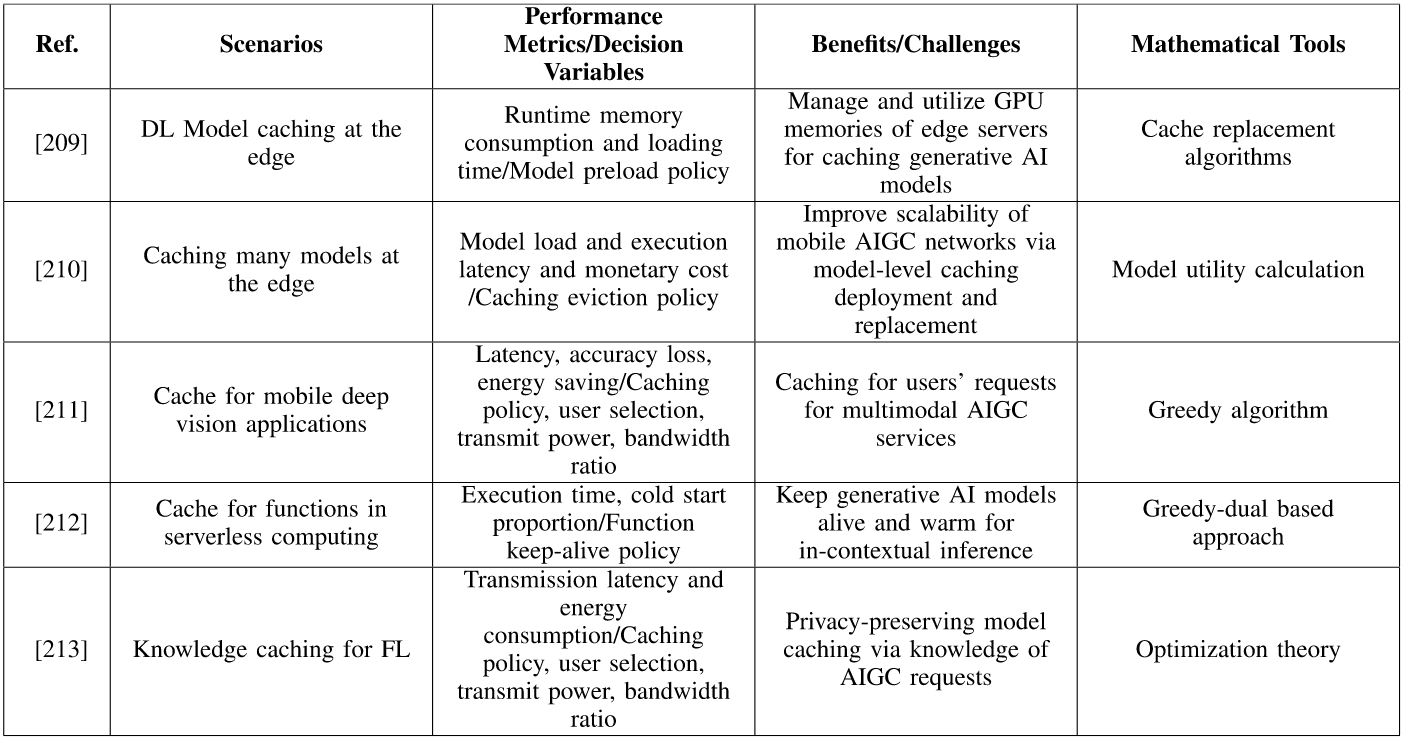 Ref.
Scenarios
Performance
Metrics/Decision
Variables
Benefits/Challenges
Mathematical Tools
[209]
DL Model caching at the
edge
Runtime memory
consumption and loading
time/Model preload policy
Manage and utilize GPU
memories of edge servers
for caching generative AI
models
Cache replacement
algorithms
[210]
Caching many models at
the edge
Model load and execution
latency and monetary cost
/Caching eviction policy
Improve scalability of
mobile AIGC networks via
model-level caching
deployment and
replacement
Model utility calculation
[211]
Cache for mobile deep
vision applications
Latency, accuracy loss,
energy saving/Caching
policy, user selection,
transmit power, bandwidth
ratio
Caching for users' requests
for multimodal AIGC
services
Greedy algorithm
[212]
Cache for functions in
serverless computing
Execution time, cold start
proportion/Function
keep-alive policy
Keep generative AI models
alive and warm for
in-contextual inference
Greedy-dual based
approach
[213]
Knowledge caching for FL
Transmission latency and
energy
consumption/Caching
policy, user selection,
transmit power, bandwidth
ratio
Privacy-preserving model
caching via knowledge of
AIGC requests
Optimization theory